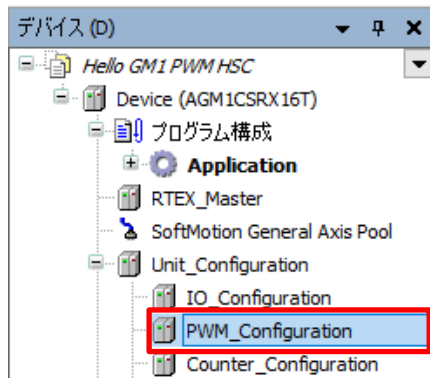 デバイス (D)
Hello GM1 PWM HSC
Device (AGM1CSRX16T)
プログラム構成
Application
RTEX_Master
SoftMotion General Axis Pool
Unit_Configuration
IO_Configuration
PWM_Configuration
Counter_Configuration